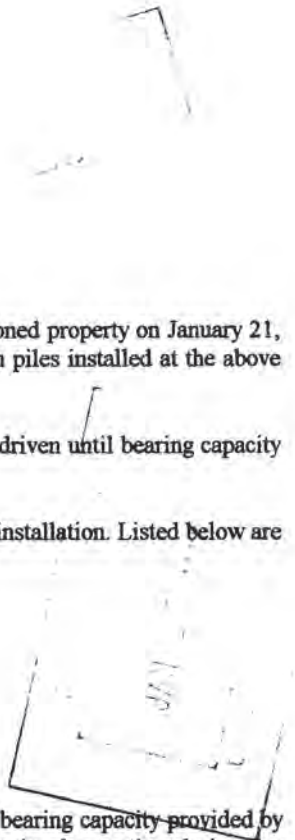 oned property on January 21,
piles installed at the above
driven until bearing capacity
installation. Listed below are
bearing capacity provided by